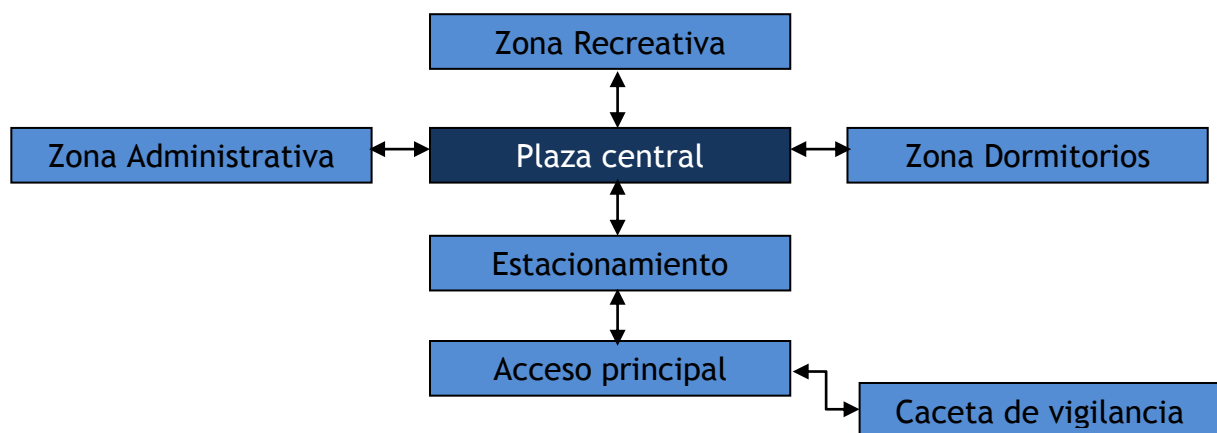 Zona Recreativa
Zona Administrativa
Plaza central
Zona Dormitorios
Estacionamiento
Acceso principal
Caceta de vigilancia